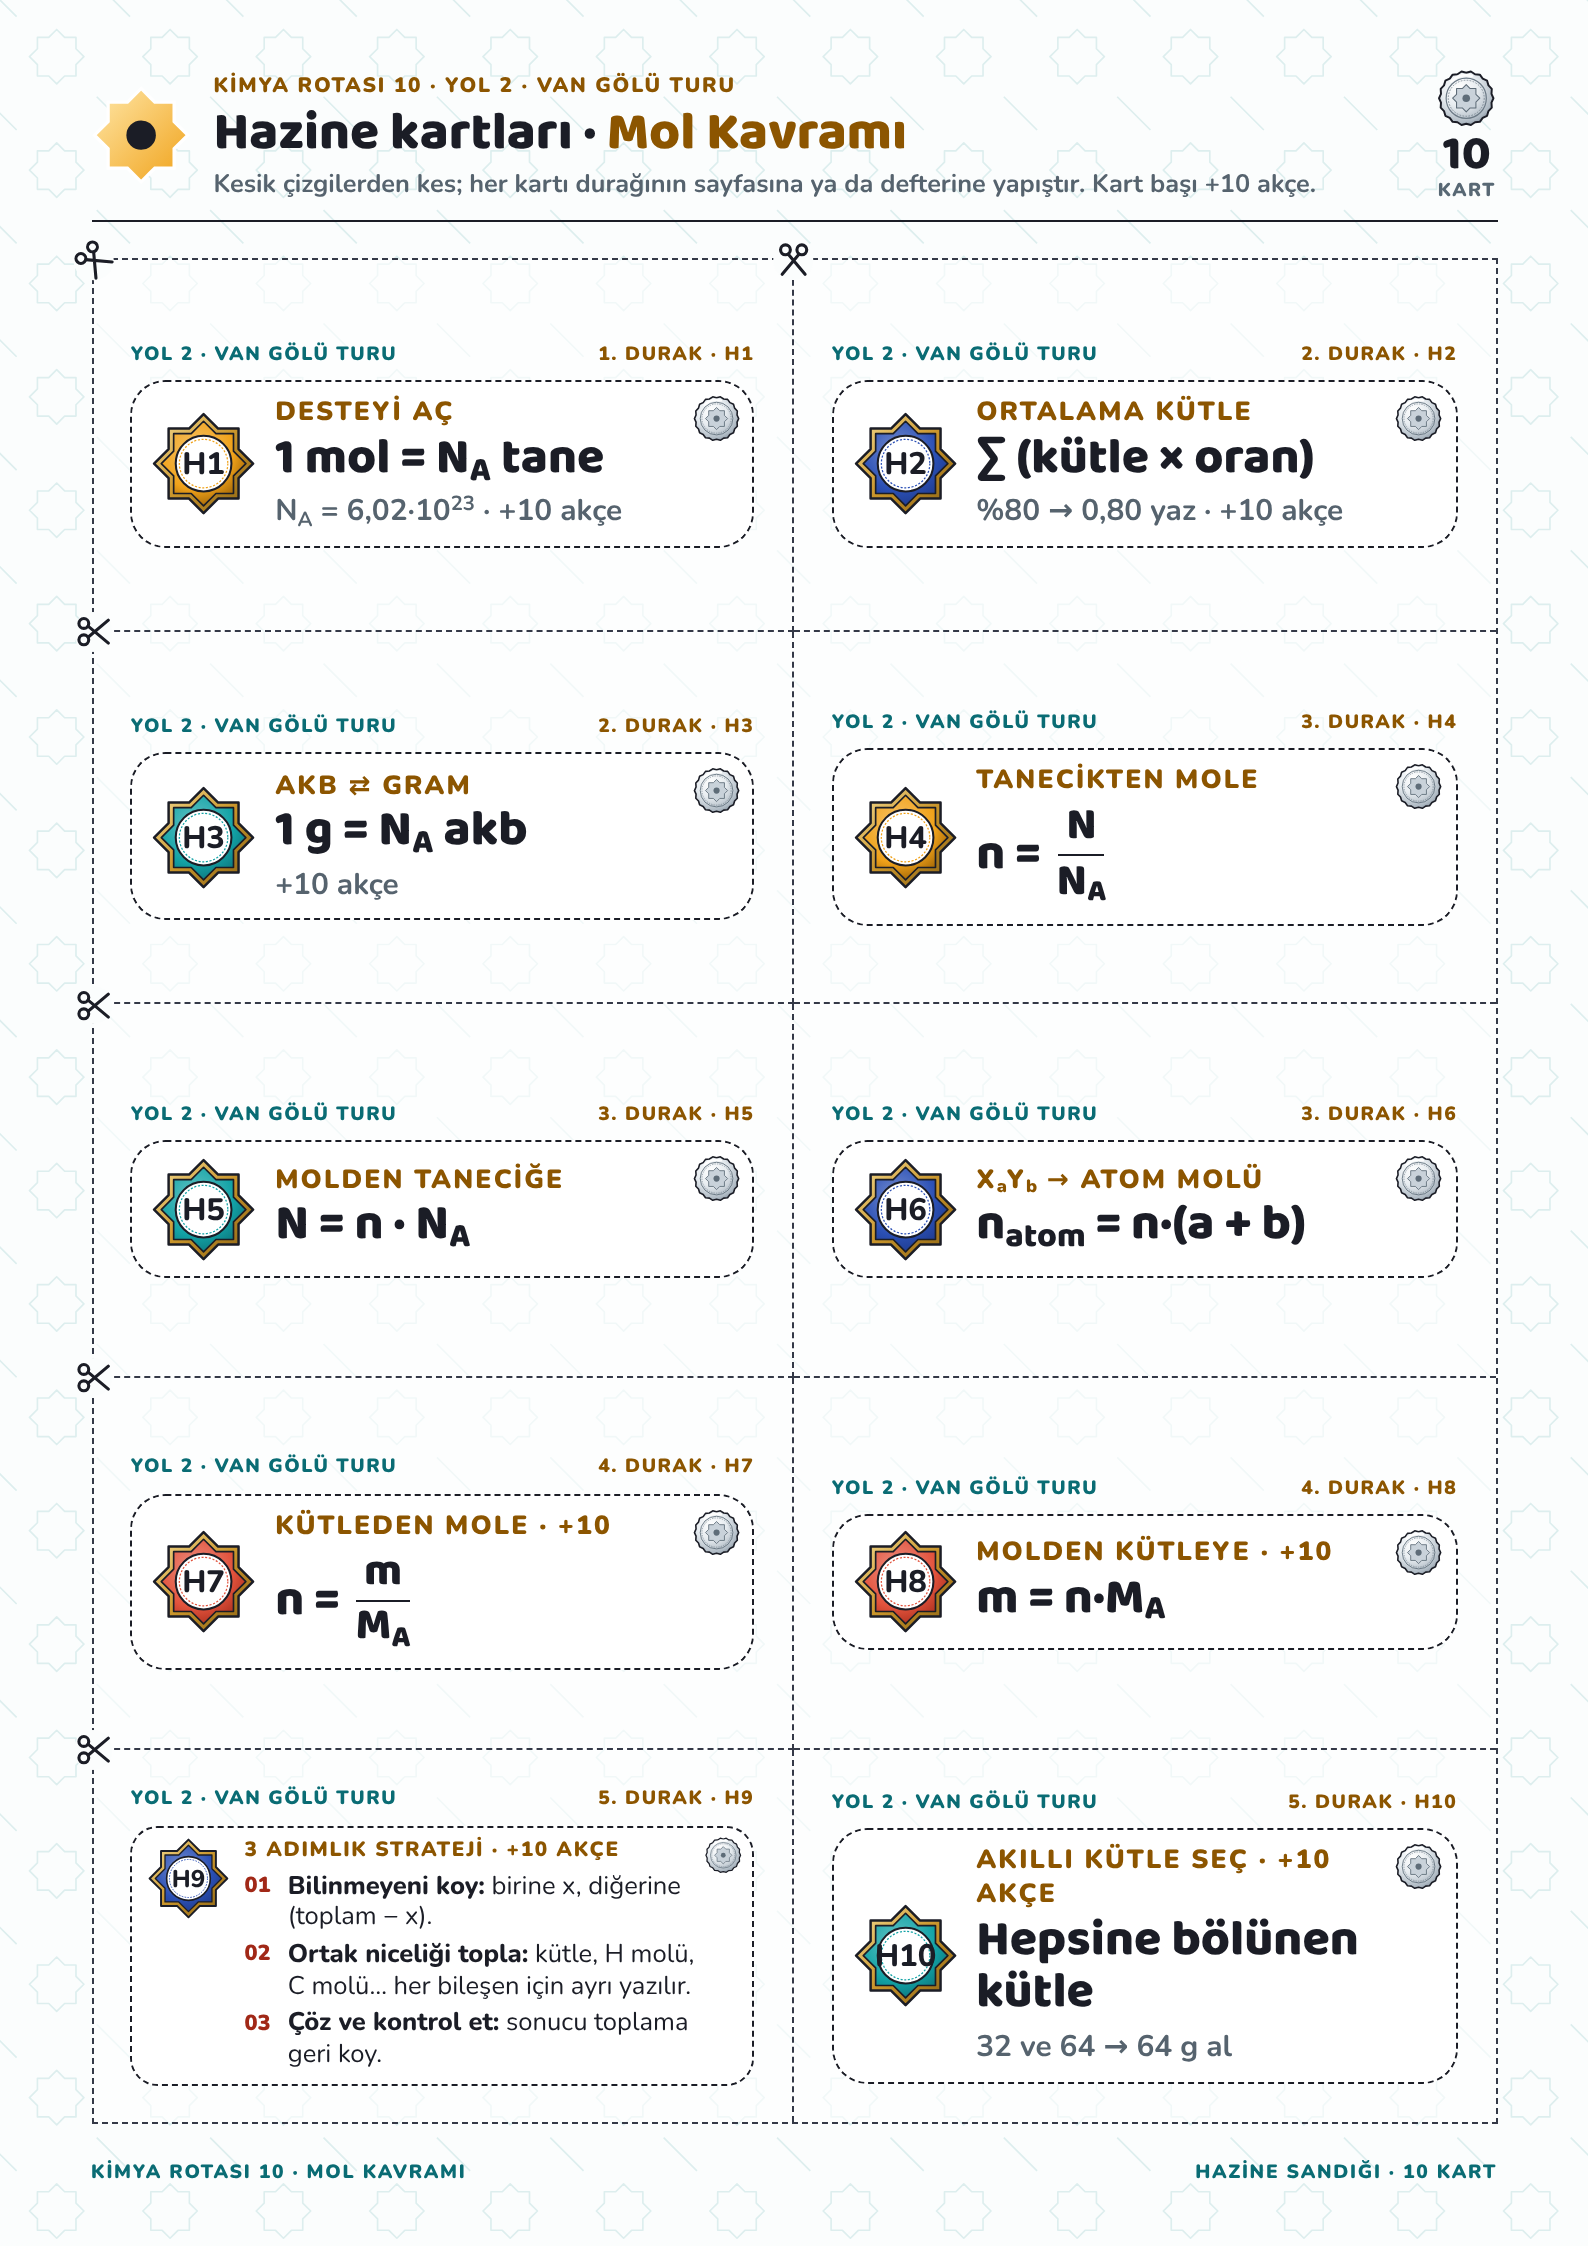 KİMYA ROTASI 10 · YOL 2 · VAN GÖLÜ TURU
Hazine kartları · Mol Kavramı
Kesik çizgilerden kes; her kartı durağının sayfasına ya da defterine yapıştır. Kart başı +10 akçe.
10
KART
YOL 2 · VAN GÖLÜ TURU
1. DURAK · H1
H1
DESTEYİ AÇ
1 mol = N_A tane
N_A = 6,02·10²³ · +10 akçe
YOL 2 · VAN GÖLÜ TURU
2. DURAK · H2
H2
ORTALAMA KÜTLE
∑ (kütle × oran)
%80 → 0,80 yaz · +10 akçe
YOL 2 · VAN GÖLÜ TURU
2. DURAK · H3
H3
AKB ⇄ GRAM
1 g = N_A akb
+10 akçe
YOL 2 · VAN GÖLÜ TURU
3. DURAK · H4
H4
TANECİKTEN MOLE
n = N / N_A
YOL 2 · VAN GÖLÜ TURU
3. DURAK · H5
H5
MOLDEN TANECİĞE
N = n · N_A
YOL 2 · VAN GÖLÜ TURU
3. DURAK · H6
H6
X_aY_b → ATOM MOLÜ
n_atom = n·(a + b)
YOL 2 · VAN GÖLÜ TURU
4. DURAK · H7
H7
KÜTLEDEN MOLE · +10
n = m / M_A
YOL 2 · VAN GÖLÜ TURU
4. DURAK · H8
H8
MOLDEN KÜTLEYE · +10
m = n·M_A
YOL 2 · VAN GÖLÜ TURU
5. DURAK · H9
H9
3 ADIMLIK STRATEJİ · +10 AKÇE
01 Bilinmeyeni koy: birine x, diğerine
(toplam − x).
02 Ortak niceliği topla: kütle, H molü,
C molü... her bileşen için ayrı yazılır.
03 Çöz ve kontrol et: sonucu toplama
geri koy.
YOL 2 · VAN GÖLÜ TURU
5. DURAK · H10
H10
AKILLI KÜTLE SEÇ · +10
AKÇE
Hepsine bölünen
kütle
32 ve 64 → 64 g al
KİMYA ROTASI 10 · MOL KAVRAMI
HAZİNE SANDIĞI · 10 KART